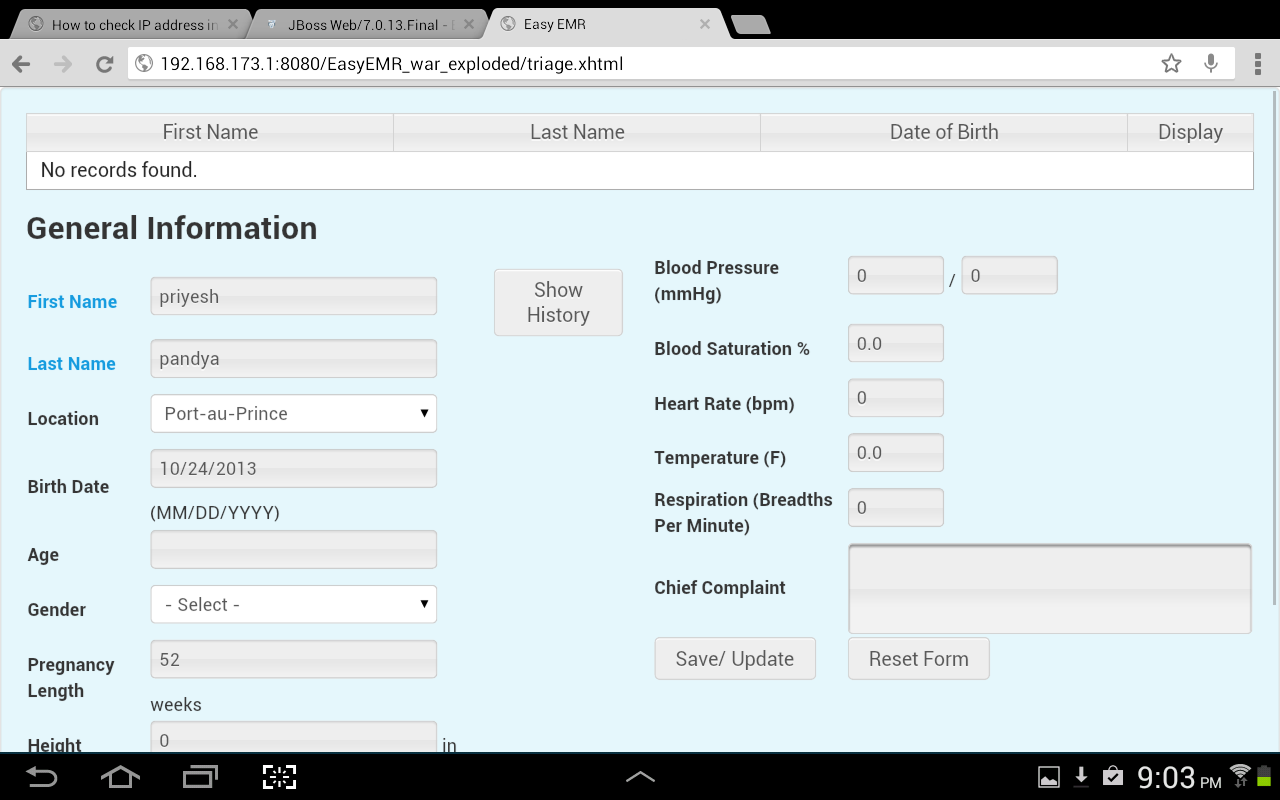 How to check IP address in
JBoss Web/7.0.13.Final -
Easy EMR
192.168.173.1:8080/EasyEMR_war_exploded/triage.xhtml
First Name Last Name Date of Birth Display
No records found.
General Information
First Name priyesh
Show
History
Last Name pandya
Location Port-au-Prince
Birth Date 10/24/2013
(MM/DD/YYYY)
Age
Gender - Select -
Pregnancy
Length
52
weeks
Height 0 in
Blood Pressure
(mmHg)
0 / 0
Blood Saturation % 0.0
Heart Rate (bpm) 0
Temperature (F) 0.0
Respiration (Breadths
Per Minute)
0
Chief Complaint
Save/ Update Reset Form
9:03 PM